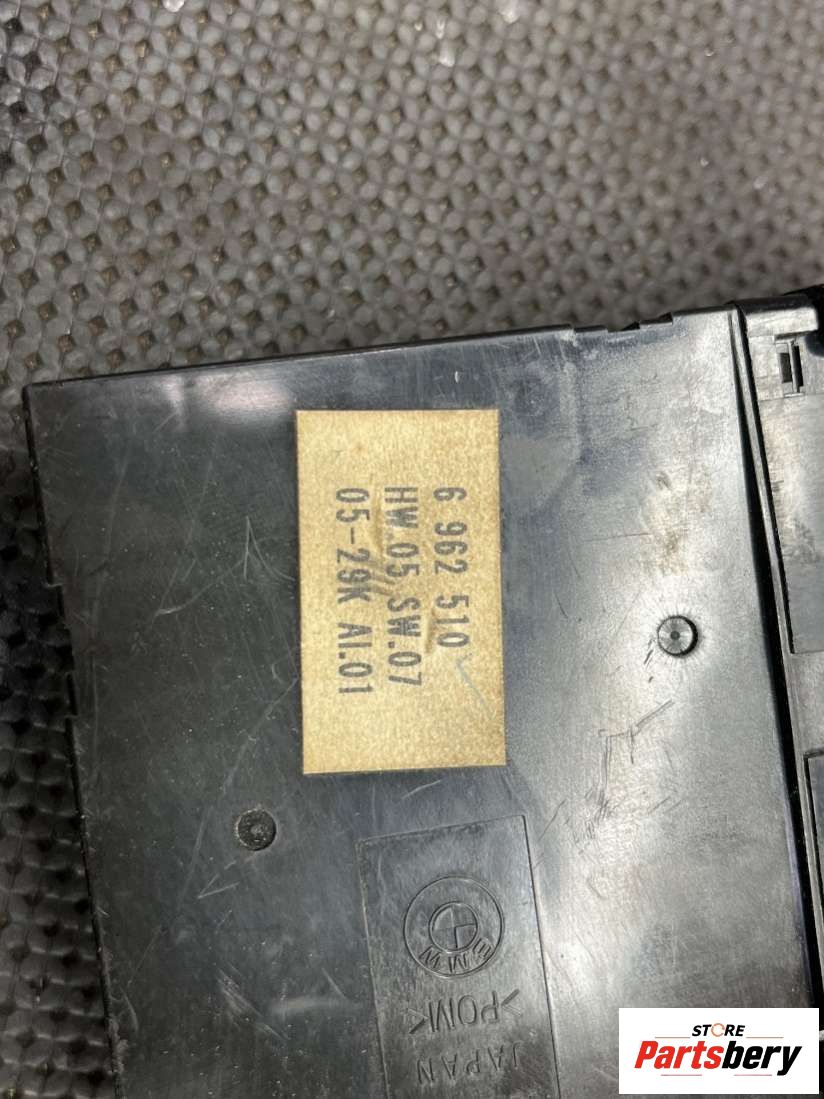 6 962 510
HW.05 SW.07
05-29K AI.01
BMW
>POM<
JAPAN
STORE
Partsbery